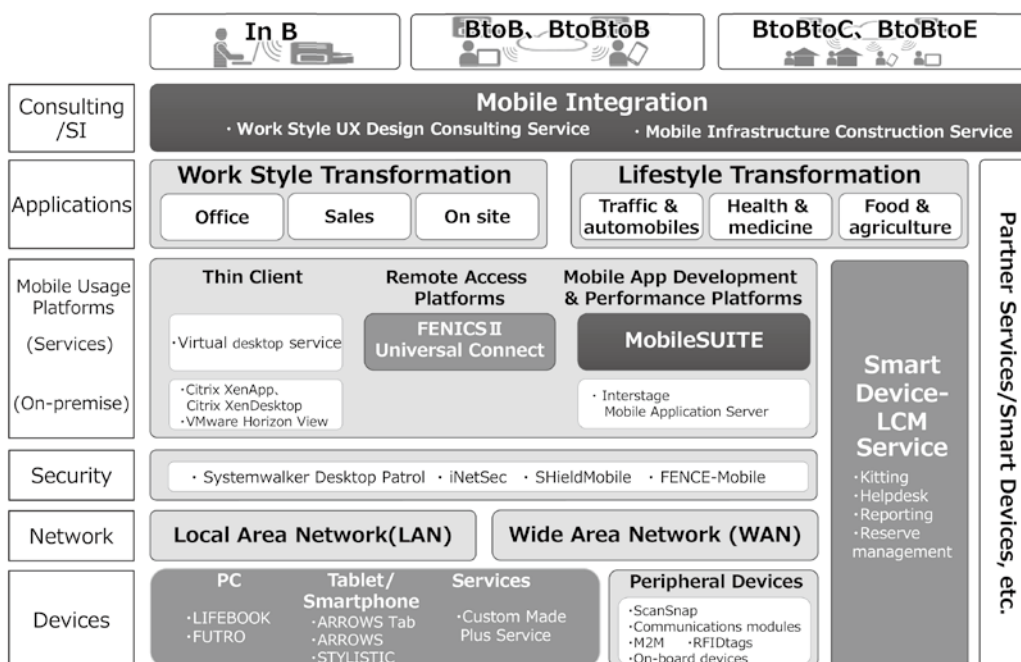 In B
BtoB、BtoBtoB
BtoBtoC、BtoBtoE
Consulting
/SI
Mobile Integration
・Work Style UX Design Consulting Service
・Mobile Infrastructure Construction Service
Applications
Work Style Transformation
Office
Sales
On site
Lifestyle Transformation
Traffic &
automobiles
Health &
medicine
Food &
agriculture
Partner Services/Smart Devices, etc.
Mobile Usage
Platforms
(Services)
(On-premise)
Thin Client
・Virtual desktop service
・Citrix XenApp、
Citrix XenDesktop
・VMware Horizon View
Remote Access
Platforms
FENICSⅡ
Universal Connect
Mobile App Development
& Performance Platforms
MobileSUITE
・Interstage
Mobile Application Server
Smart
Device-
LCM
Service
・Kitting
・Helpdesk
・Reporting
・Reserve
management
Security
・Systemwalker Desktop Patrol ・iNetSec ・SHieldMobile ・FENCE-Mobile
Network
Local Area Network(LAN)
Wide Area Network (WAN)
Devices
PC
・LIFEBOOK
・FUTRO
Tablet/
Smartphone
・ARROWS Tab
・ARROWS
・STYLISTIC
Services
・Custom Made
Plus Service
Peripheral Devices
・ScanSnap
・Communications modules
・M2M ・RFIDtags
・On-board devices